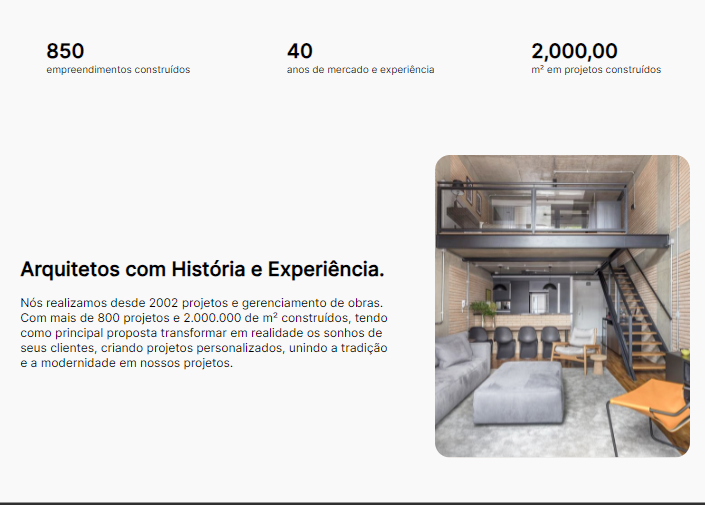 850
empreendimentos construídos
40
anos de mercado e experiência
2,000,00
m² em projetos construídos
Arquitetos com História e Experiência.
Nós realizamos desde 2002 projetos e gerenciamento de obras.
Com mais de 800 projetos e 2.000.000 de m² construídos, tendo
como principal proposta transformar em realidade os sonhos de
seus clientes, criando projetos personalizados, unindo a tradição
e a modernidade em nossos projetos.